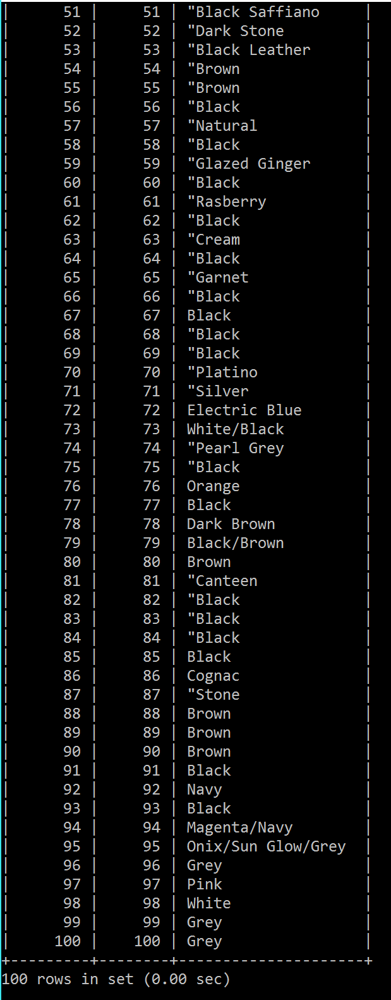 |      51 |      51 | "Black Saffiano     |
|      52 |      52 | "Dark Stone         |
|      53 |      53 | "Black Leather      |
|      54 |      54 | "Brown              |
|      55 |      55 | "Brown              |
|      56 |      56 | "Black              |
|      57 |      57 | "Natural            |
|      58 |      58 | "Black              |
|      59 |      59 | "Glazed Ginger      |
|      60 |      60 | "Black              |
|      61 |      61 | "Rasberry           |
|      62 |      62 | "Black              |
|      63 |      63 | "Cream              |
|      64 |      64 | "Black              |
|      65 |      65 | "Garnet             |
|      66 |      66 | "Black              |
|      67 |      67 | Black               |
|      68 |      68 | "Black              |
|      69 |      69 | "Black              |
|      70 |      70 | "Platino            |
|      71 |      71 | "Silver             |
|      72 |      72 | Electric Blue       |
|      73 |      73 | White/Black         |
|      74 |      74 | "Pearl Grey         |
|      75 |      75 | "Black              |
|      76 |      76 | Orange              |
|      77 |      77 | Black               |
|      78 |      78 | Dark Brown          |
|      79 |      79 | Black/Brown         |
|      80 |      80 | Brown               |
|      81 |      81 | "Canteen            |
|      82 |      82 | "Black              |
|      83 |      83 | "Black              |
|      84 |      84 | "Black              |
|      85 |      85 | Black               |
|      86 |      86 | Cognac              |
|      87 |      87 | "Stone              |
|      88 |      88 | Brown               |
|      89 |      89 | Brown               |
|      90 |      90 | Brown               |
|      91 |      91 | Black               |
|      92 |      92 | Navy                |
|      93 |      93 | Black               |
|      94 |      94 | Magenta/Navy        |
|      95 |      95 | Onix/Sun Glow/Grey  |
|      96 |      96 | Grey                |
|      97 |      97 | Pink                |
|      98 |      98 | White               |
|      99 |      99 | Grey                |
|     100 |     100 | Grey                |
+---------+--------+---------------------+
100 rows in set (0.00 sec)